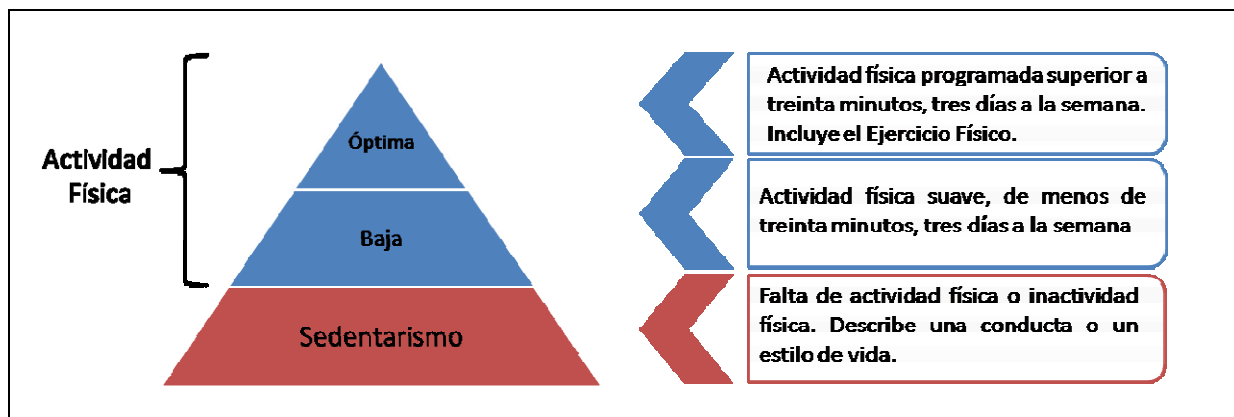 Actividad
Física
Óptima
Baja
Sedentarismo
Actividad física programada superior a
treinta minutos, tres días a la semana.
Incluye el Ejercicio Físico.
Actividad física suave, de menos de
treinta minutos, tres días a la semana
Falta de actividad física o inactividad
física. Describe una conducta o un
estilo de vida.